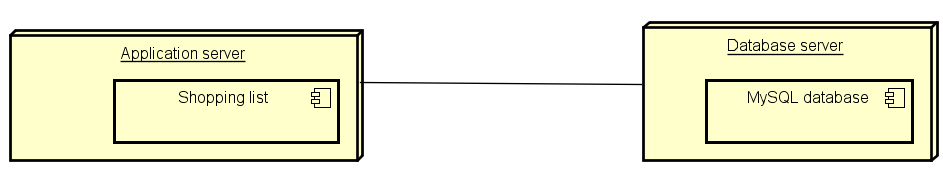 Application server
Shopping list
Database server
MySQL database